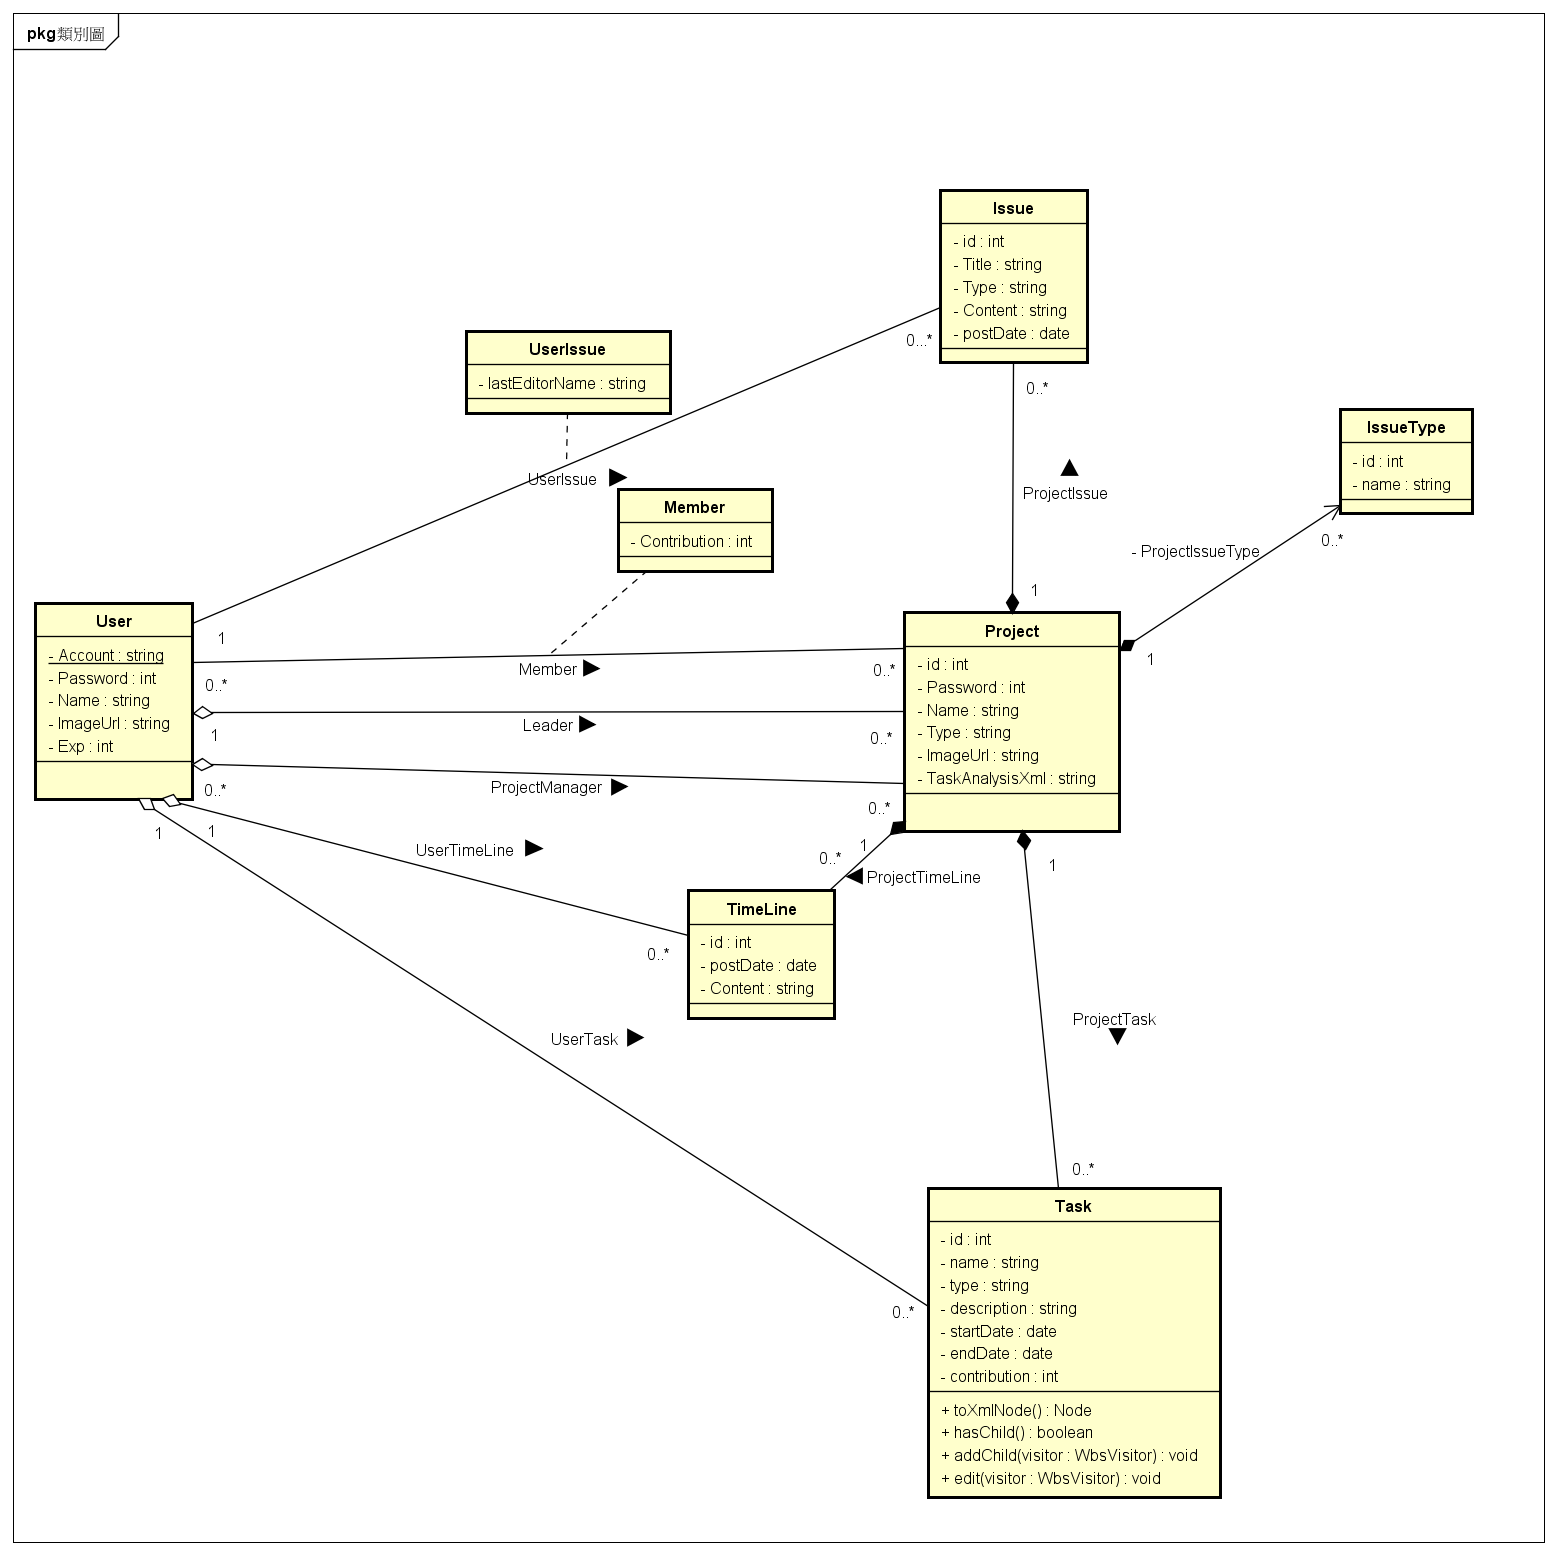 pkg類別圖
Issue
- id : int
- Title : string
- Type : string
- Content : string
- postDate : date
0...*
0..*
UserIssue
- lastEditorName : string
UserIssue
IssueType
- id : int
- name : string
0..*
ProjectIssue
- ProjectIssueType
Member
- Contribution : int
1
1
User
- Account : string
- Password : int
- Name : string
- ImageUrl : string
- Exp : int
1
0..*
Member
0..*
1
Leader
0..*
0..*
ProjectManager
0..*
Project
- id : int
- Password : int
- Name : string
- Type : string
- ImageUrl : string
- TaskAnalysisXml : string
1
1
UserTimeLine
0..*
1
ProjectTimeLine
1
TimeLine
- id : int
- postDate : date
- Content : string
0..*
UserTask
ProjectTask
0..*
0..*
Task
- id : int
- name : string
- type : string
- description : string
- startDate : date
- endDate : date
- contribution : int
+ toXmlNode() : Node
+ hasChild() : boolean
+ addChild(visitor : WbsVisitor) : void
+ edit(visitor : WbsVisitor) : void